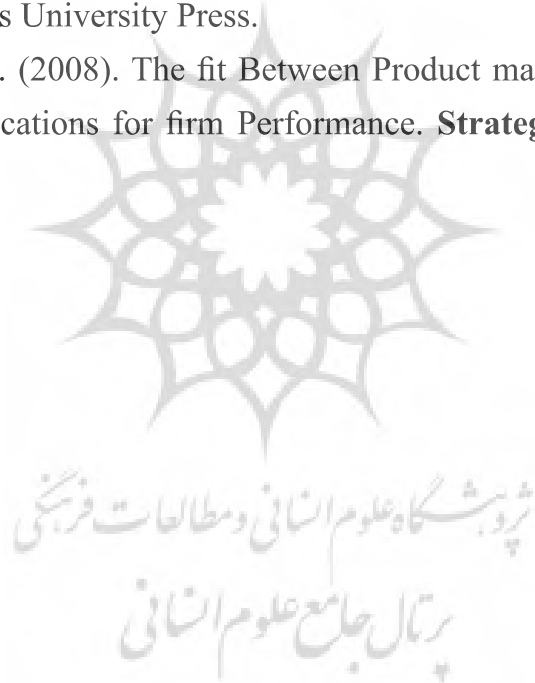 s University Press.
. (2008). The fit Between Product ma
cations for firm Performance. Strateg
پژوهشگاه علوم انسانی و مطالعات فرهنگی
پرتال جامع علوم انسانی